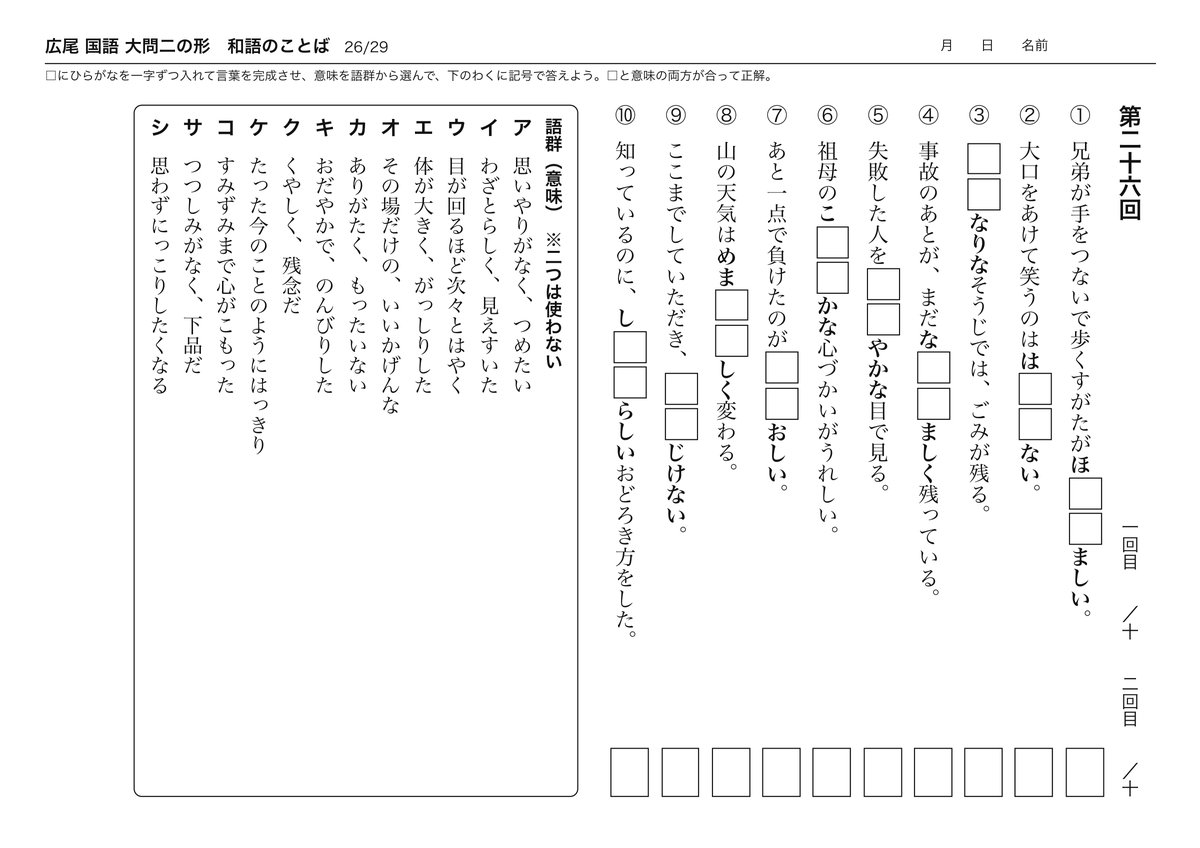 広尾 国語 大問二の形　和語のことば　26/29
月　日　名前
□にひらがなを一字ずつ入れて言葉を完成させ、意味を語群から選んで、下のわくに記号で答えよう。□と意味の両方が合って正解。
第二十六回　一回目　／十　二回目　／十
① 兄弟が手をつないで歩くすがたがほ□□ましい。
② 大口をあけて笑うのはは□□ない。
③ □□なりなそうじでは、ごみが残る。
④ 事故のあとが、まだな□□ましく残っている。
⑤ 失敗した人を□□やかな目で見る。
⑥ 祖母のこ□□かな心づかいがうれしい。
⑦ あと一点で負けたのが□□おしい。
⑧ 山の天気はめま□□しく変わる。
⑨ ここまでしていただき、□□じけない。
⑩ 知っているのに、し□□らしいおどろき方をした。
語群（意味）　※二つは使わない
ア　思いやりがなく、つめたい
イ　わざとらしく、見えすいた
ウ　目が回るほど次々とはやく
エ　体が大きく、がっしりした
オ　その場だけの、いいかげんな
カ　ありがたく、もったいない
キ　おだやかで、のんびりした
ク　くやしく、残念だ
ケ　たった今のことのようにはっきり
コ　すみずみまで心がこもった
サ　つつしみがなく、下品だ
シ　思わずにっこりしたくなる